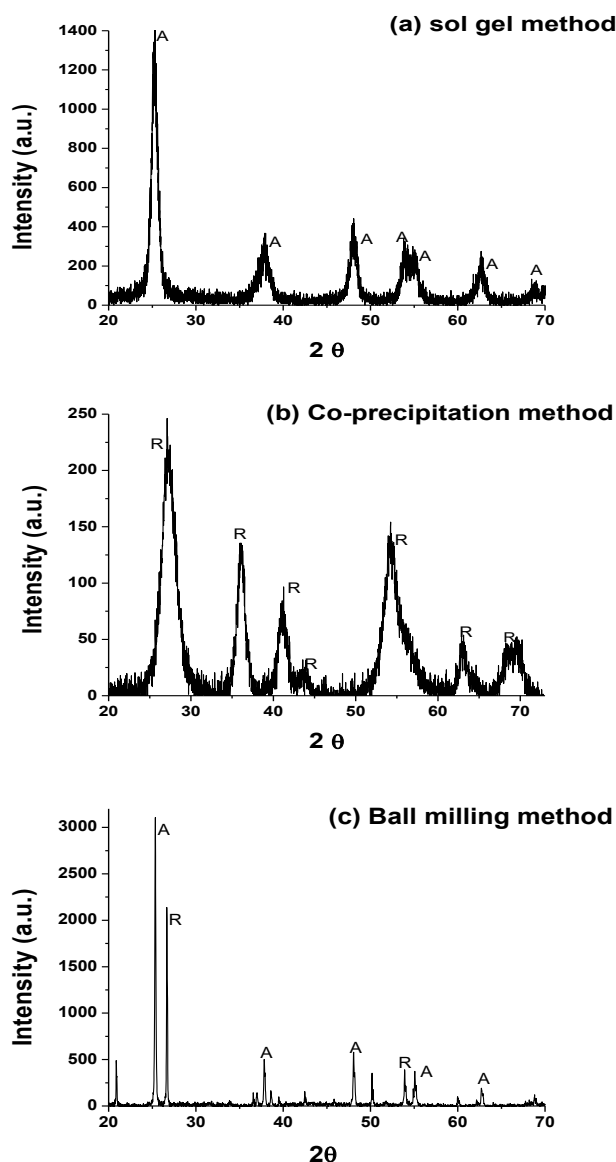 (a) sol gel method
1400
1200
1000
800
600
400
200
0
Intensity (a.u.)
A
A
A
A
A
A
A
20 30 40 50 60 70
2 θ
(b) Co-precipitation method
250
200
150
100
50
0
Intensity (a.u.)
R
R
R
R
R
R
R
20 30 40 50 60 70
2 θ
(c) Ball milling method
3000
2500
2000
1500
1000
500
0
Intensity (a.u.)
A
R
A
A
R
A
A
20 30 40 50 60 70
2θ